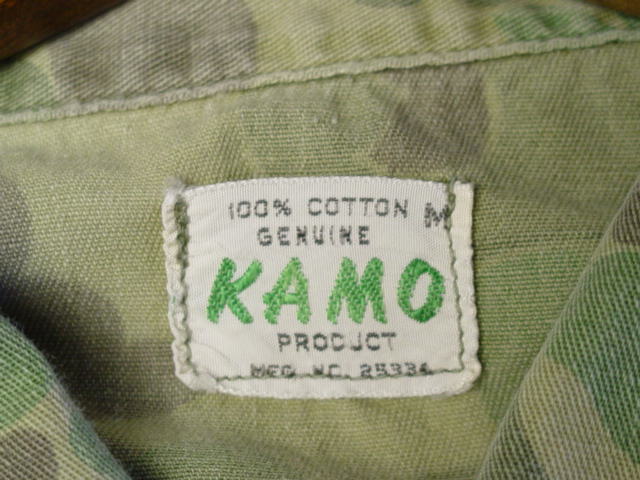 100% COTTON M
GENUINE
KAMO
PRODUCT
MFG. NO. 25334